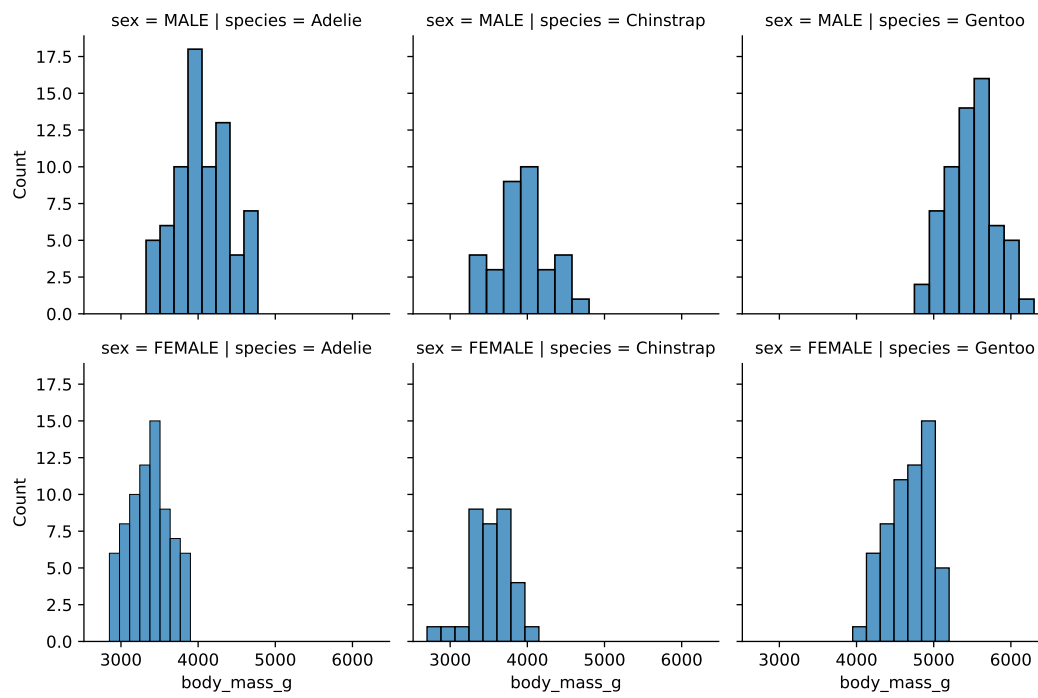 sex = MALE | species = Adelie
sex = MALE | species = Chinstrap
sex = MALE | species = Gentoo
17.5
15.0
12.5
10.0
7.5
5.0
2.5
0.0
Count
sex = FEMALE | species = Adelie
sex = FEMALE | species = Chinstrap
sex = FEMALE | species = Gentoo
17.5
15.0
12.5
10.0
7.5
5.0
2.5
0.0
Count
3000 4000 5000 6000
3000 4000 5000 6000
3000 4000 5000 6000
body_mass_g
body_mass_g
body_mass_g